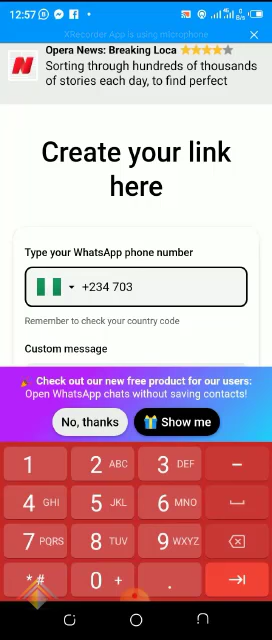 12:57
XRecorder App is using microphone
Opera News: Breaking Loca
Sorting through hundreds of thousands
of stories each day, to find perfect
Create your link
here
Type your WhatsApp phone number
+234 703
Remember to check your country code
Custom message
Check out our new free product for our users:
Open WhatsApp chats without saving contacts!
No, thanks
Show me
1 2 ABC 3 DEF -
4 GHI 5 JKL 6 MNO
7 PQRS 8 TUV 9 WXYZ
*# 0 + .